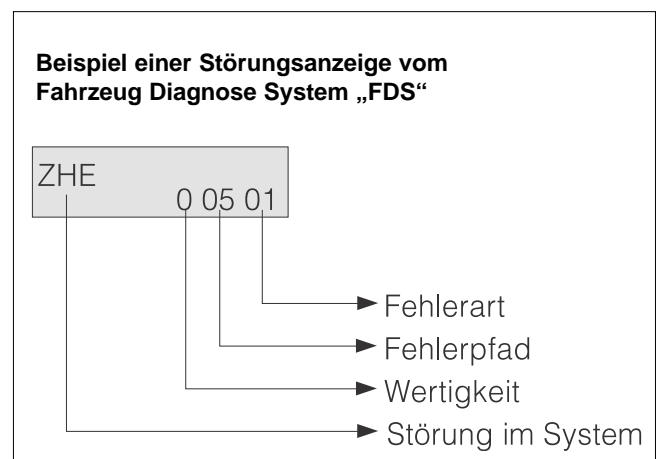 Beispiel einer Störungsanzeige vom
Fahrzeug Diagnose System „FDS“
ZHE
0 05 01
Fehlerart
Fehlerpfad
Wertigkeit
Störung im System